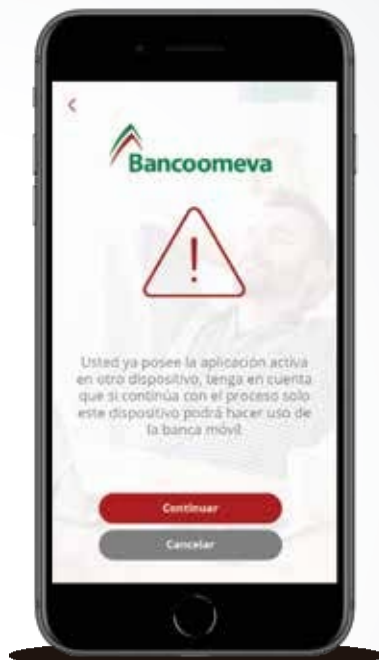 Bancoomeva
!
Usted ya posee la aplicación activa
en otro dispositivo, tenga en cuenta
que si continúa con el proceso solo
este dispositivo podrá hacer uso de
la banca móvil
Continuar
Cancelar